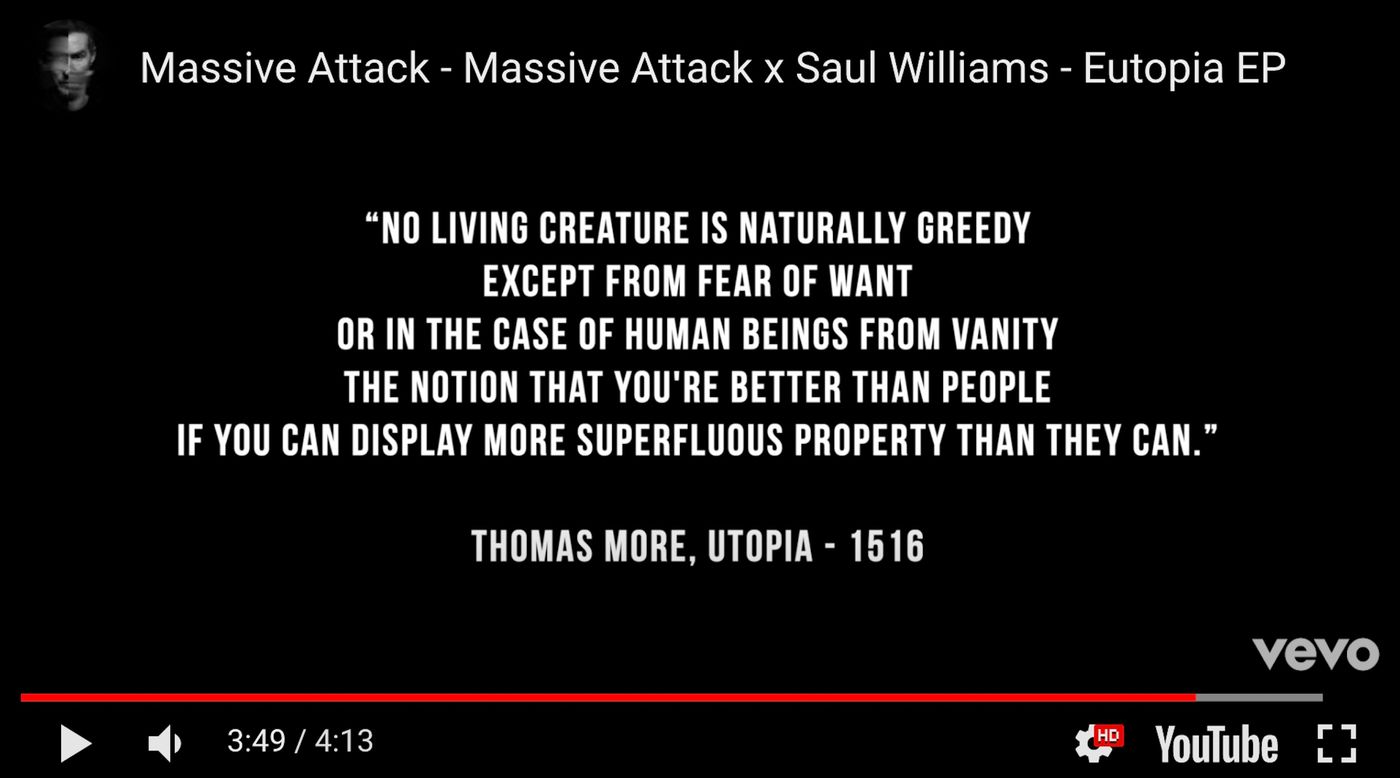 Massive Attack - Massive Attack x Saul Williams - Eutopia EP
“NO LIVING CREATURE IS NATURALLY GREEDY
EXCEPT FROM FEAR OF WANT
OR IN THE CASE OF HUMAN BEINGS FROM VANITY
THE NOTION THAT YOU'RE BETTER THAN PEOPLE
IF YOU CAN DISPLAY MORE SUPERFLUOUS PROPERTY THAN THEY CAN.”
THOMAS MORE, UTOPIA - 1516
vevo
3:49 / 4:13
HD
YouTube